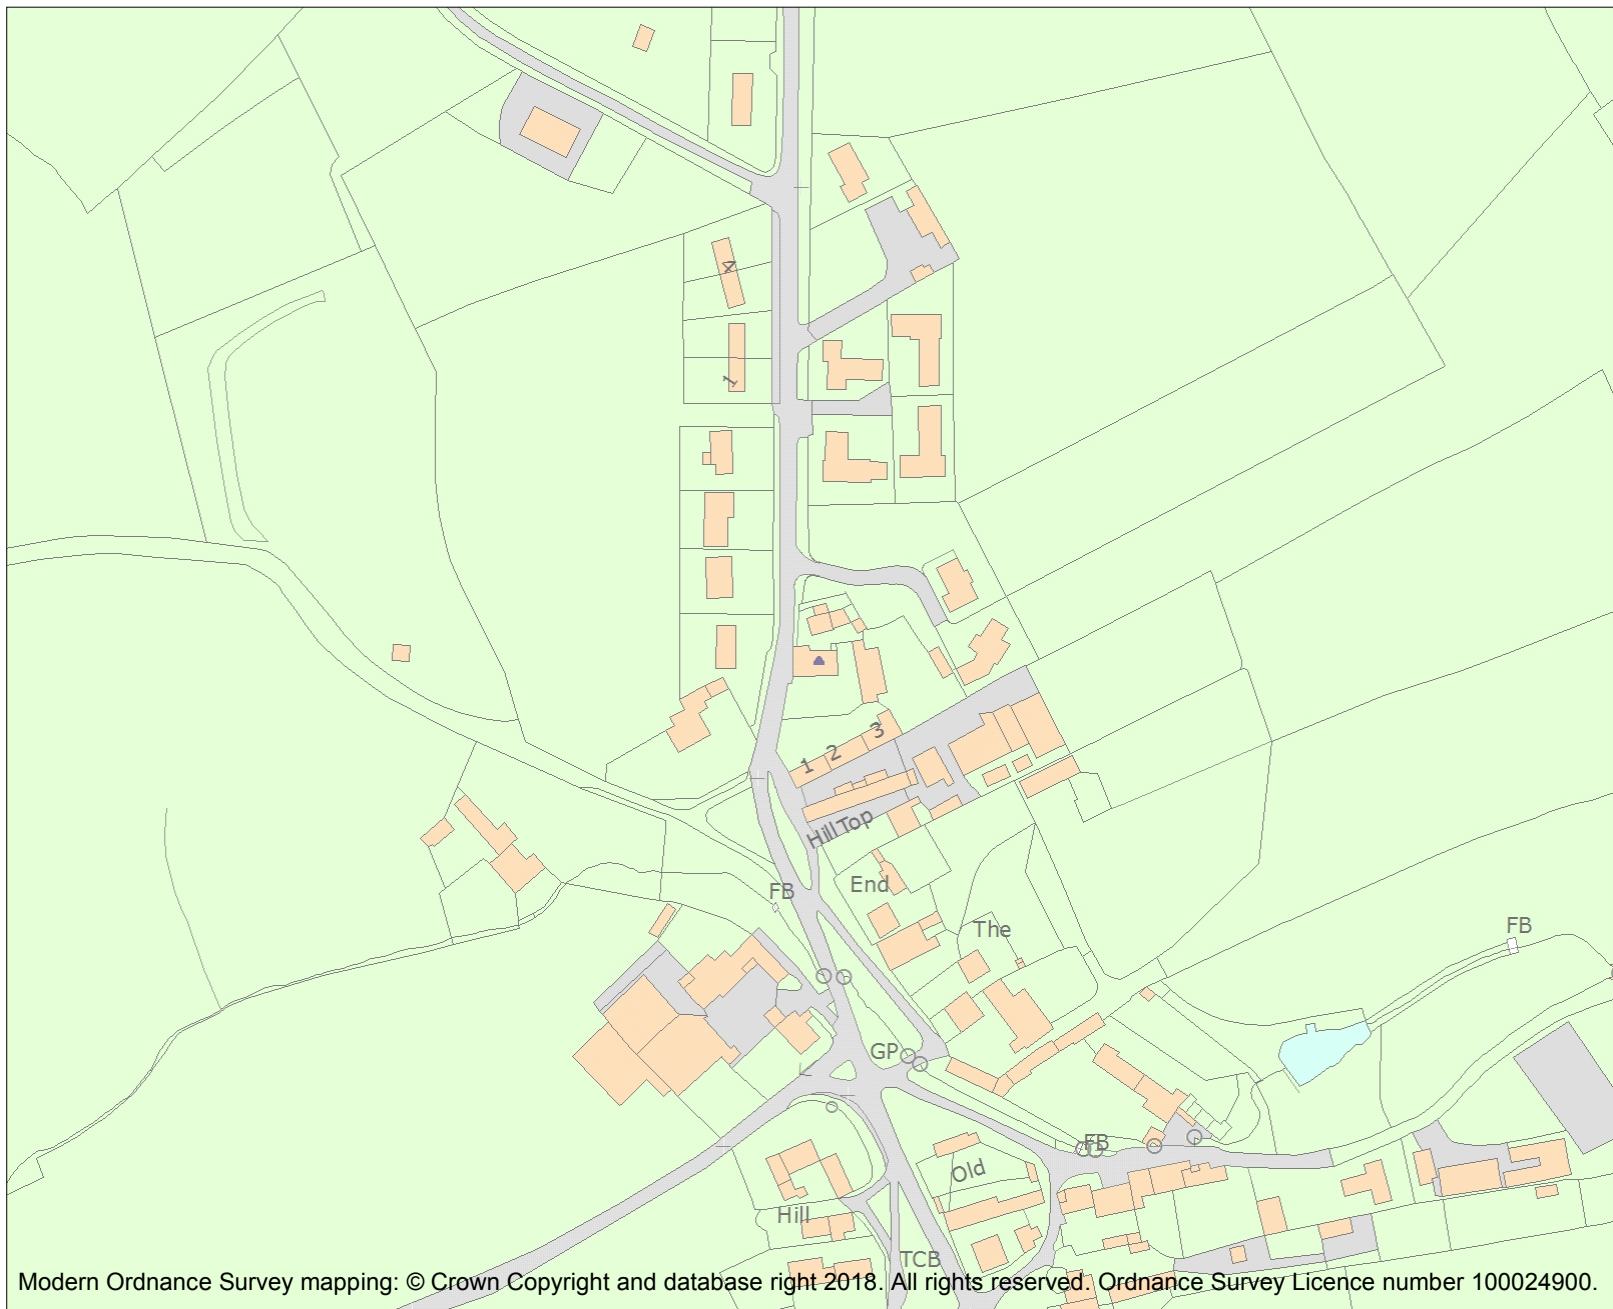 4
1
3
2
1
Hill Top
FB
End
The
FB
GP
FB
Old
Hill
TCB
Modern Ordnance Survey mapping: © Crown Copyright and database right 2018. All rights reserved. Ordnance Survey Licence number 100024900.